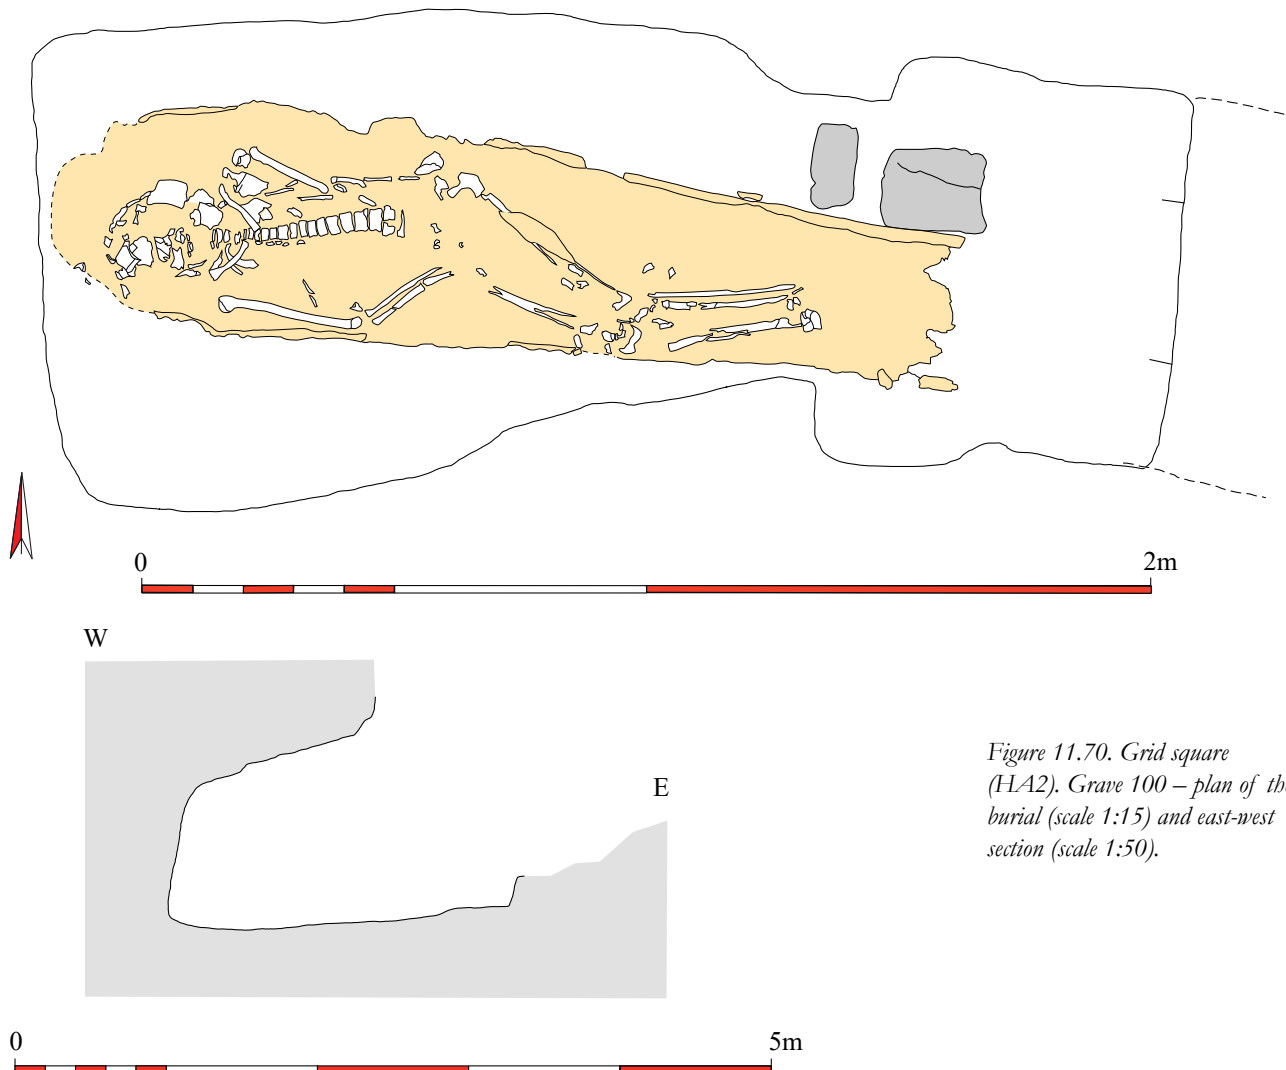 0 2m
W
E
Figure 11.70. Grid square
(HA2). Grave 100 – plan of
burial (scale 1:15) and east-west
section (scale 1:50).
0 5m